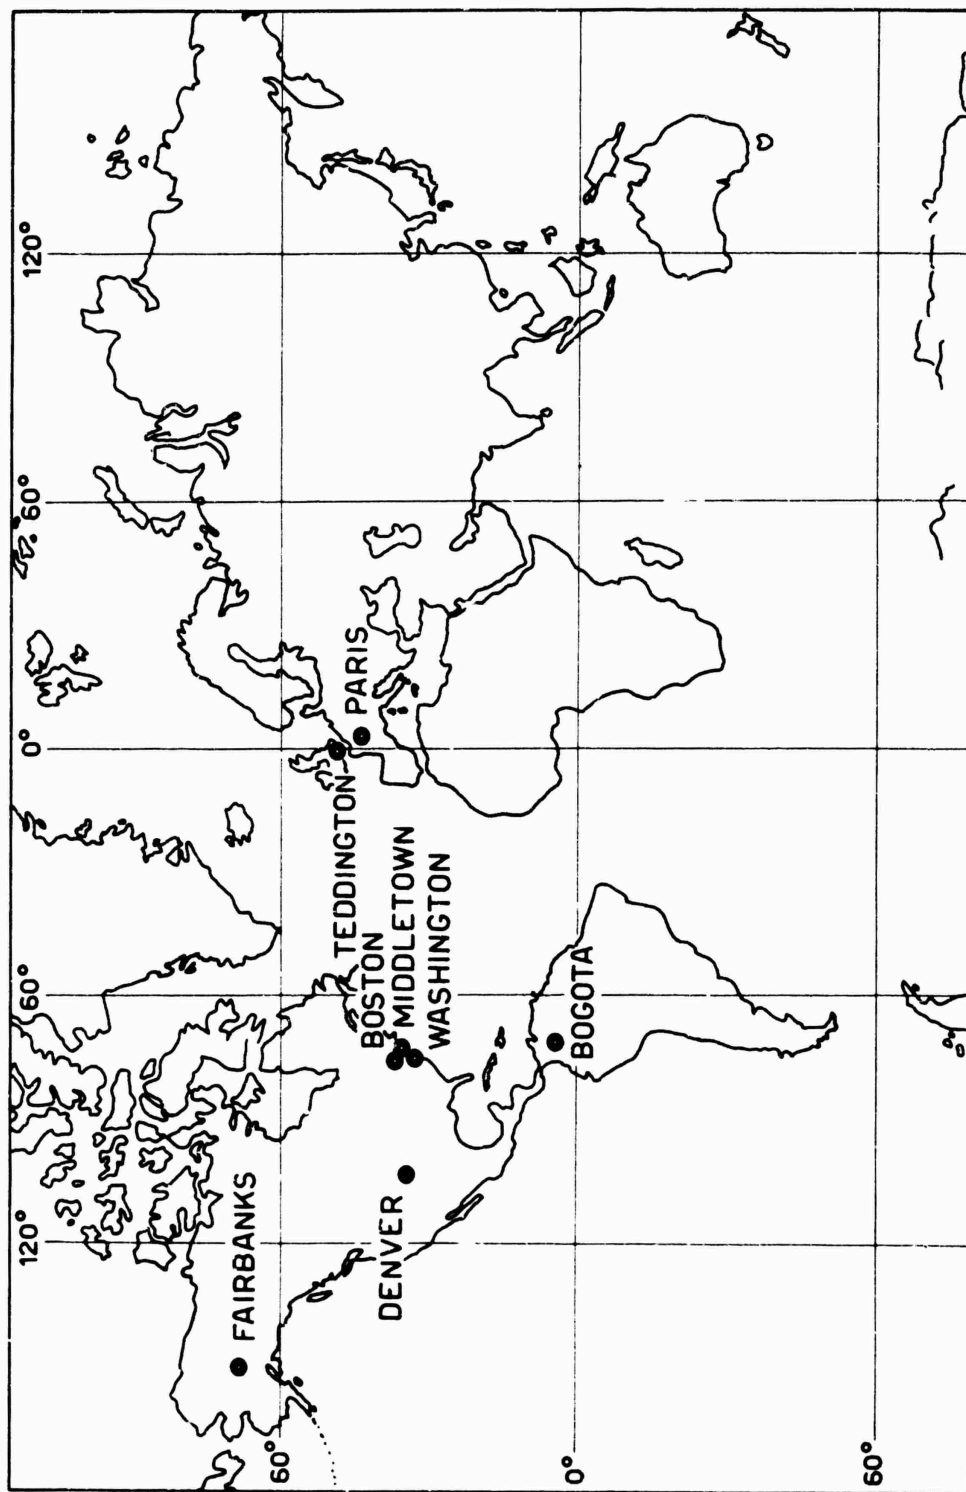 120°
60°
0°
60°
120°
60°
0°
60°
FAIRBANKS
DENVER
BOSTON
MIDDLETOWN
WASHINGTON
TEDDINGTON
PARIS
BOGOTA